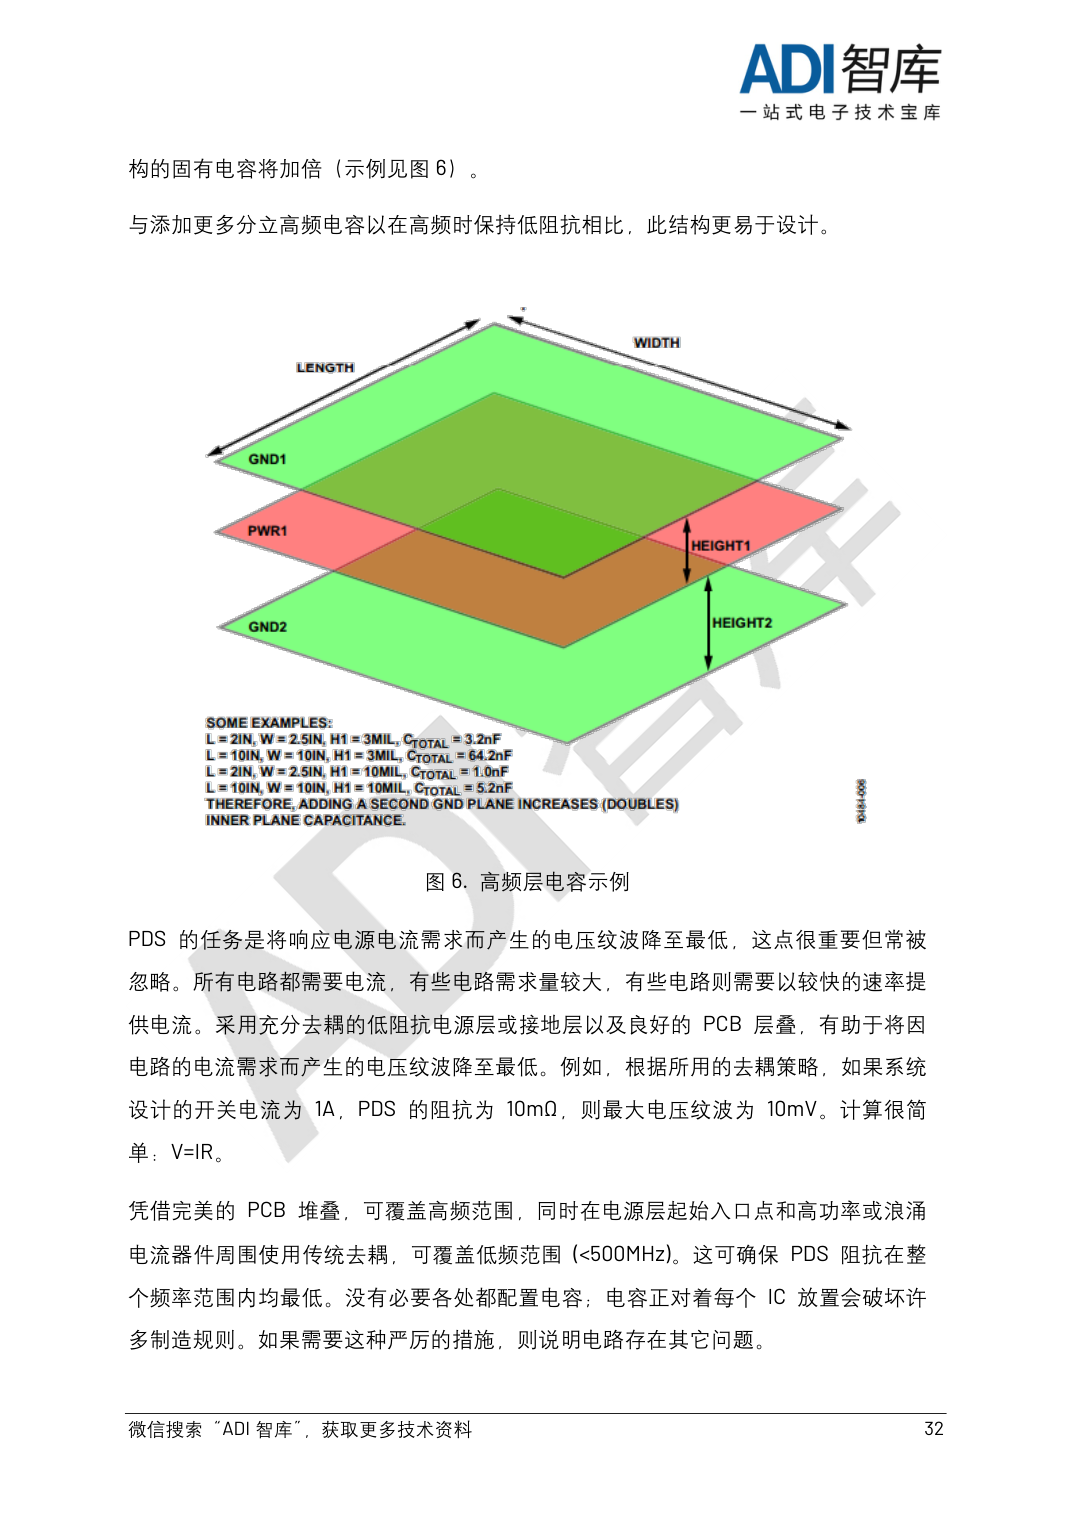 ADI智库
一站式电子技术宝库
构的固有电容将加倍（示例见图 6）。
与添加更多分立高频电容以在高频时保持低阻抗相比，此结构更易于设计。
LENGTH
WIDTH
GND1
PWR1
HEIGHT1
GND2
HEIGHT2
SOME EXAMPLES:
L = 2IN, W = 2.5IN, H1 = 3MIL, CTOTAL = 3.2nF
L = 10IN, W = 10IN, H1 = 3MIL, CTOTAL = 64.2nF
L = 2IN, W = 2.5IN, H1 = 10MIL, CTOTAL = 1.0nF
L = 10IN, W = 10IN, H1 = 10MIL, CTOTAL = 5.2nF
THEREFORE, ADDING A SECOND GND PLANE INCREASES (DOUBLES)
INNER PLANE CAPACITANCE.
10484-006
图 6. 高频层电容示例
PDS 的任务是将响应电源电流需求而产生的电压纹波降至最低，这点很重要但常被
忽略。所有电路都需要电流，有些电路需求量较大，有些电路则需要以较快的速率提
供电流。采用充分去耦的低阻抗电源层或接地层以及良好的 PCB 层叠，有助于将因
电路的电流需求而产生的电压纹波降至最低。例如，根据所用的去耦策略，如果系统
设计的开关电流为 1A，PDS 的阻抗为 10mΩ，则最大电压纹波为 10mV。计算很简
单：V=IR。
凭借完美的 PCB 堆叠，可覆盖高频范围，同时在电源层起始入口点和高功率或浪涌
电流器件周围使用传统去耦，可覆盖低频范围 (<500MHz)。这可确保 PDS 阻抗在整
个频率范围内均最低。没有必要各处都配置电容；电容正对着每个 IC 放置会破坏许
多制造规则。如果需要这种严厉的措施，则说明电路存在其它问题。
微信搜索“ADI 智库”，获取更多技术资料
32
ADI智库